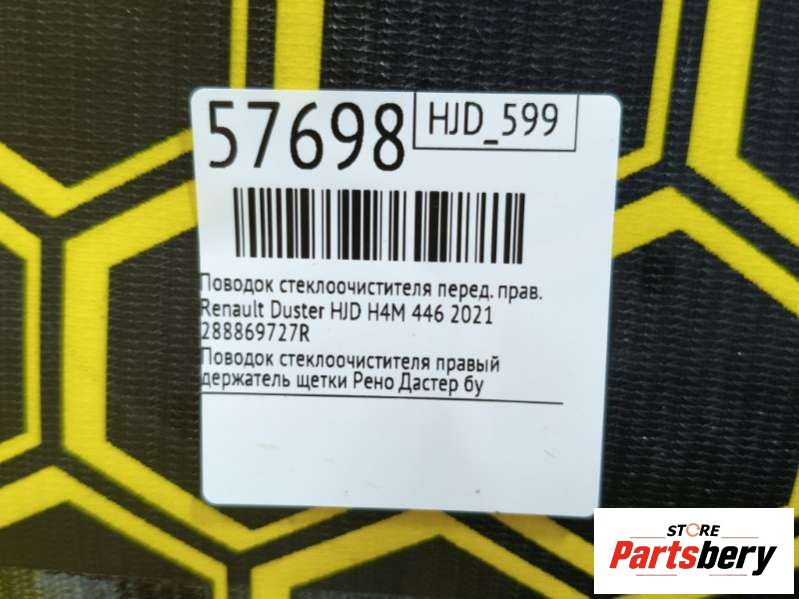 57698
HJD_599
Поводок стеклоочистителя перед. прав.
Renault Duster HJD H4M 446 2021
288869727R
Поводок стеклоочистителя правый
держатель щетки Рено Дастер бу
STORE
Partsbery